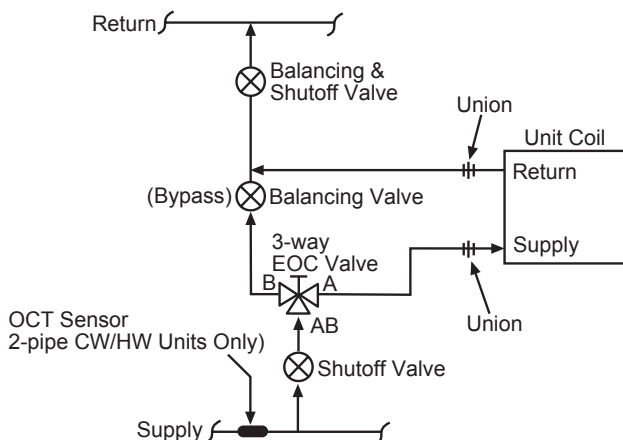 Return
Balancing &
Shutoff Valve
Union
Unit Coil
Return
(Bypass)
Balancing Valve
3-way
EOC Valve
Supply
B
A
Union
OCT Sensor
2-pipe CW/HW Units Only)
AB
Shutoff Valve
Supply